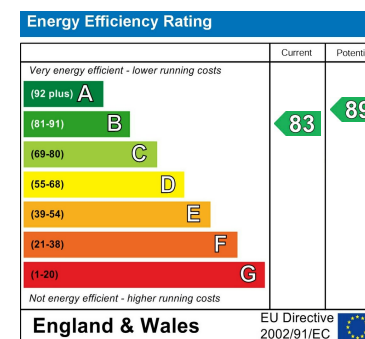 Energy Efficiency Rating
Current Potenti
Very energy efficient - lower running costs
(92 plus) A
(81-91) B
83 89
(69-80) C
(55-68) D
(39-54) E
(21-38) F
(1-20) G
Not energy efficient - higher running costs
England & Wales
EU Directive
2002/91/EC